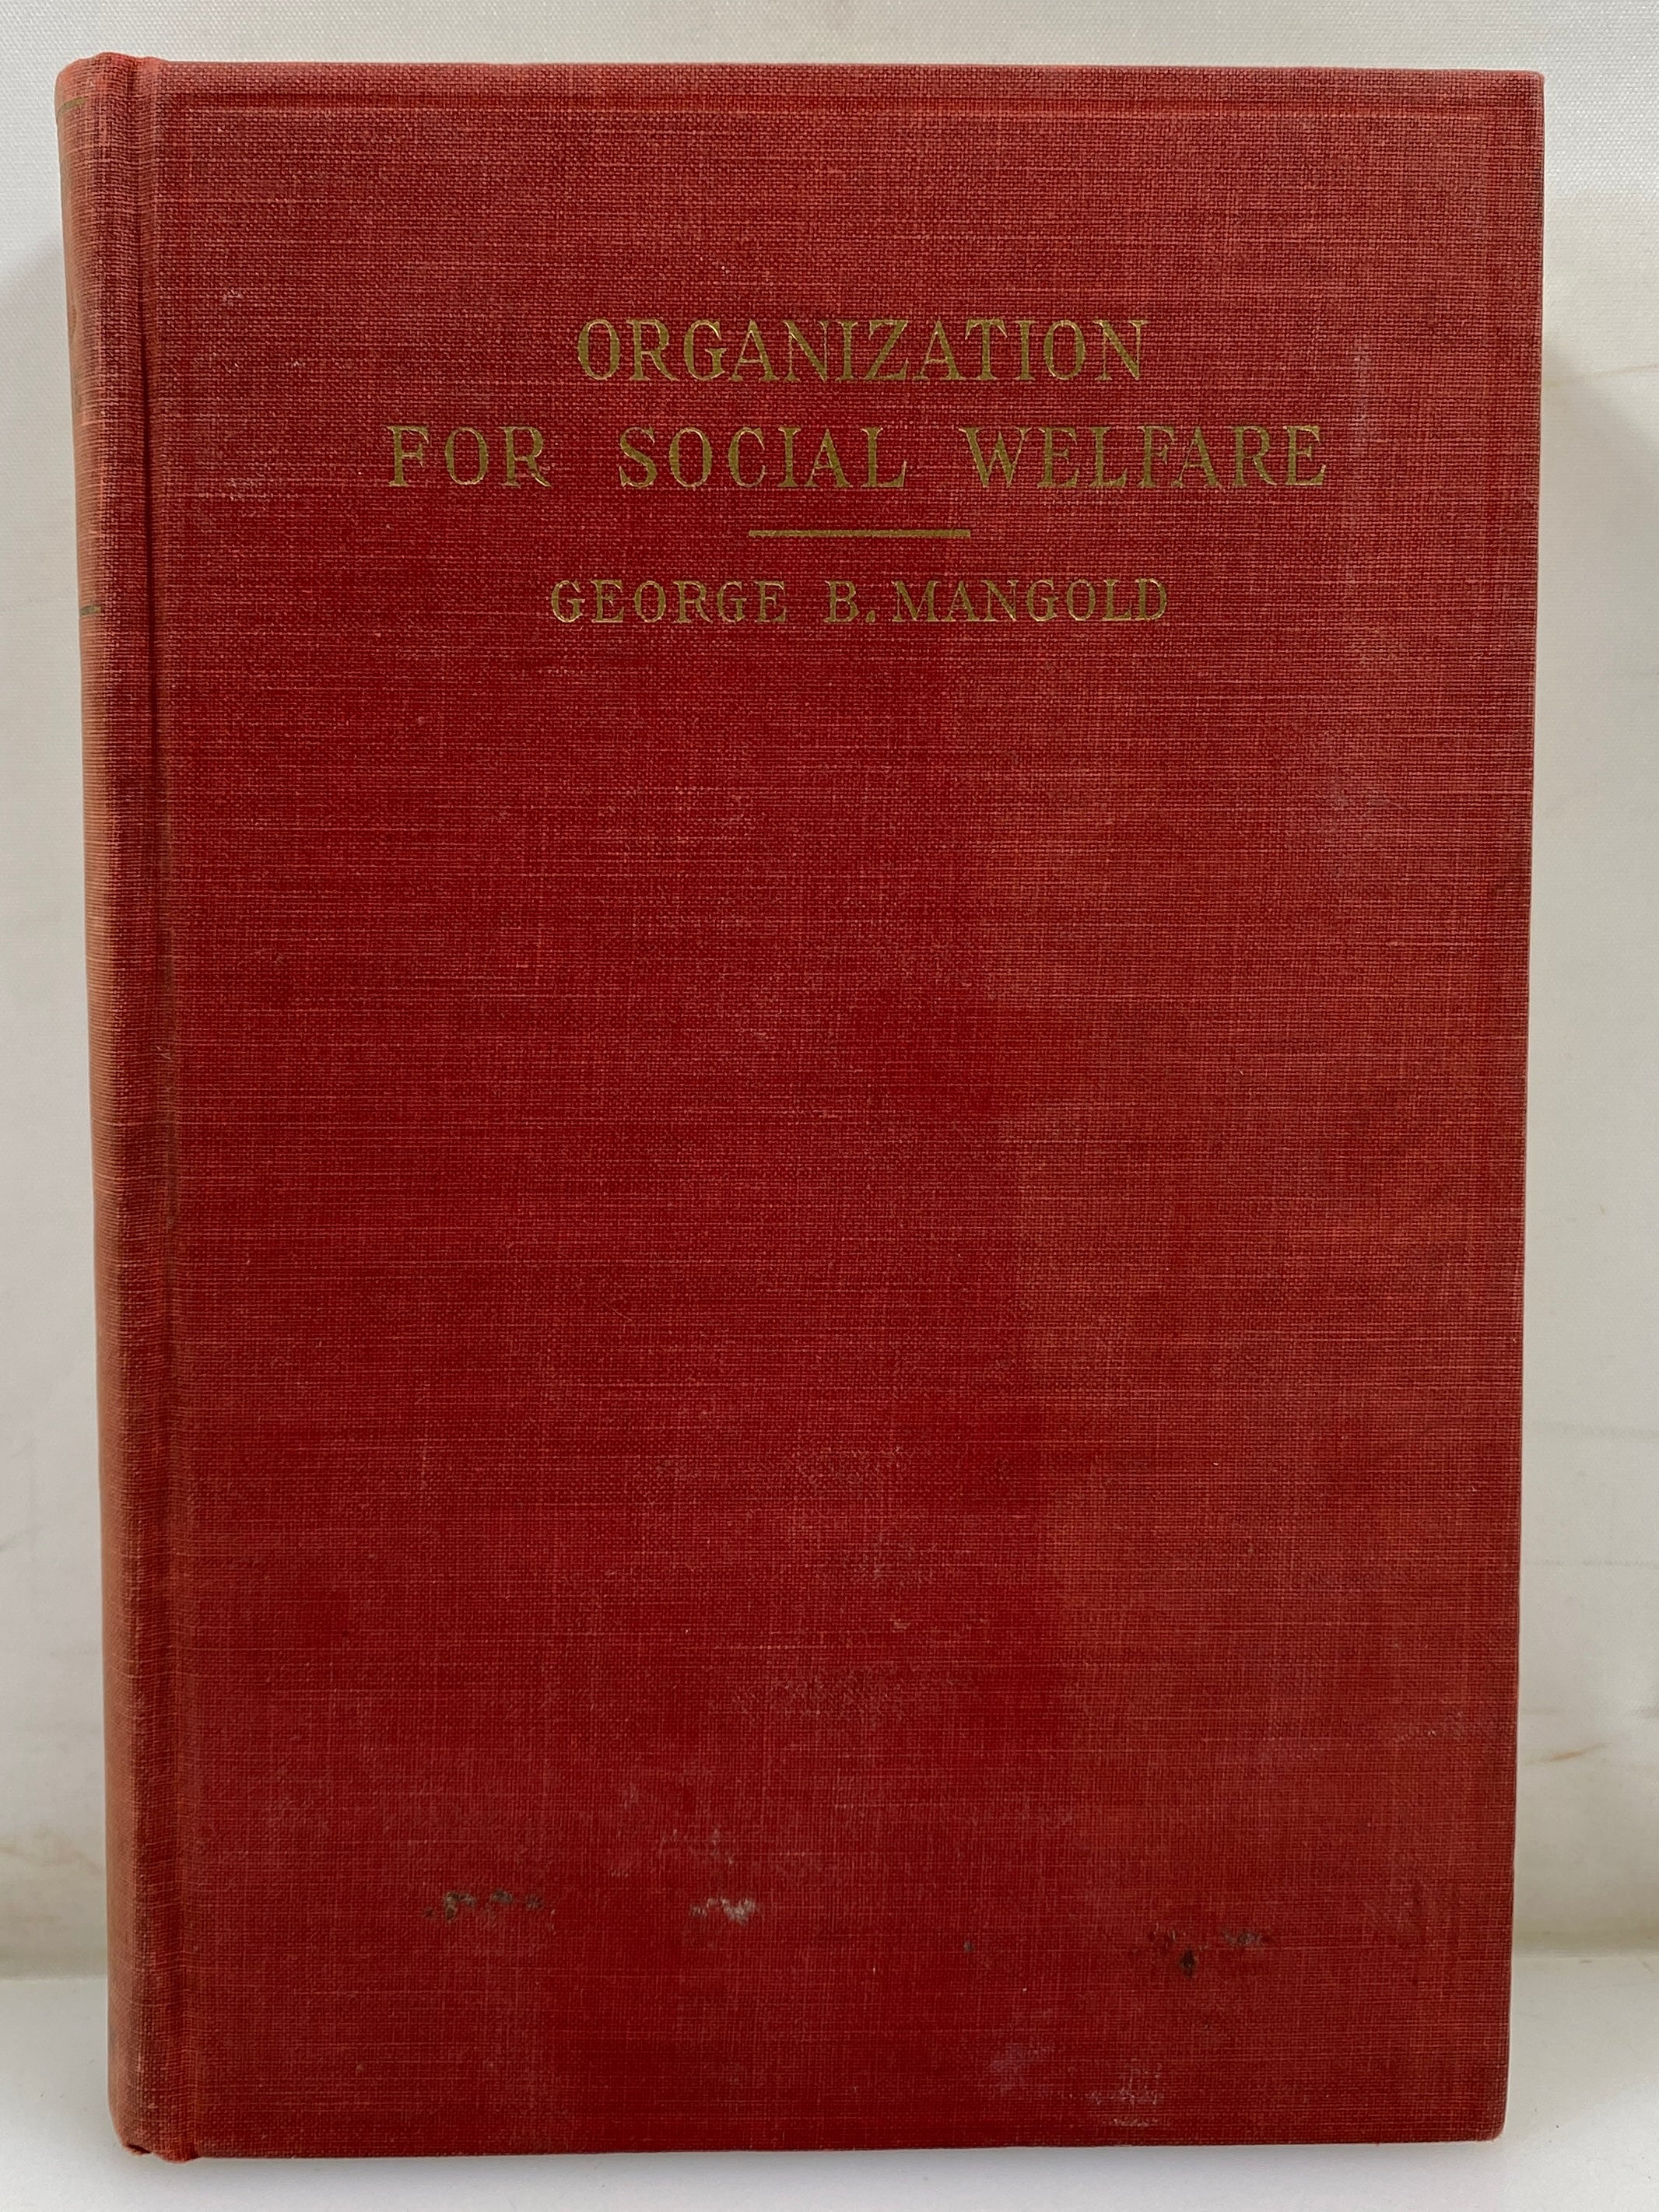 ORGANIZATION
FOR SOCIAL WELFARE
GEORGE B. MANGOLD